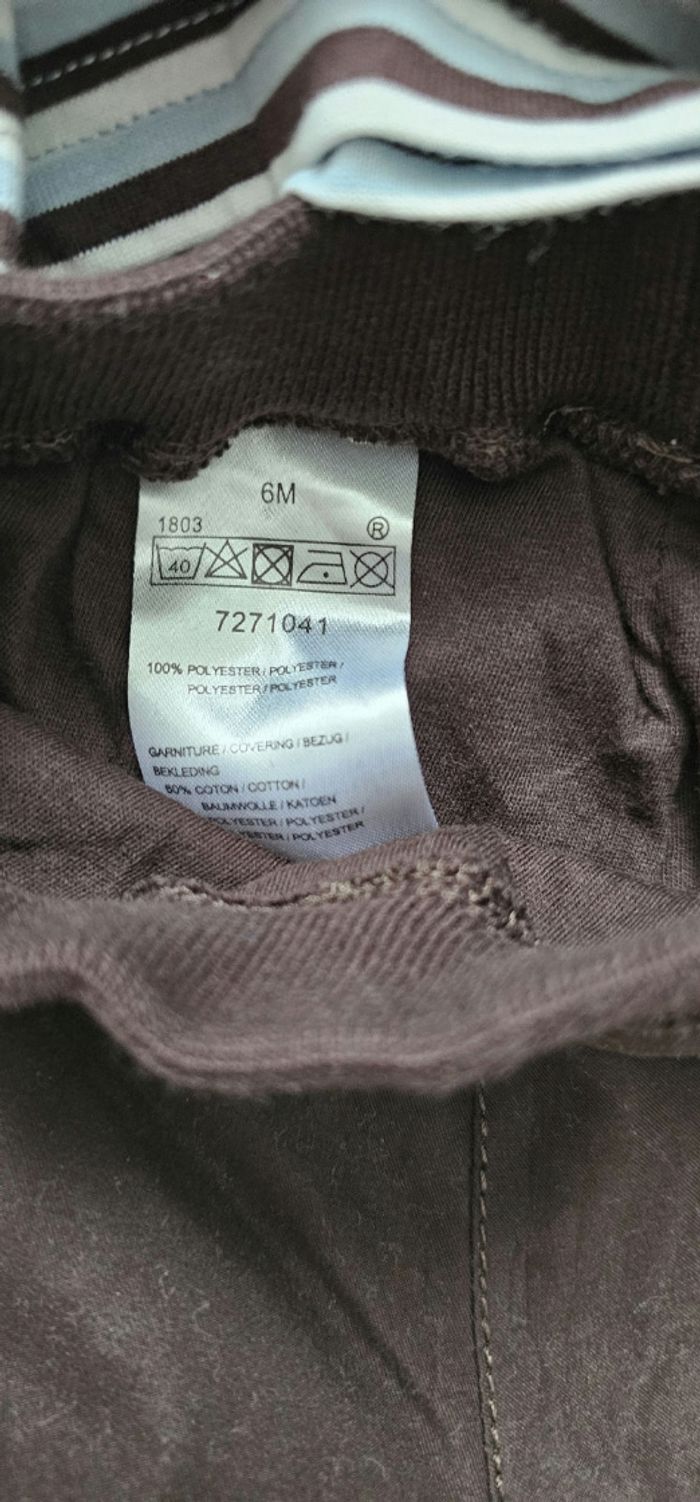 6M
1803 ®
40
7271041
100% POLYESTER / POLYESTER /
POLYESTER / POLYESTER
GARNITURE / COVERING / BEZUG /
BEKLEDING
60% COTON / COTTON /
BAUMWOLLE / KATOEN
POLYESTER / POLYESTER /
POLYESTER / POLYESTER